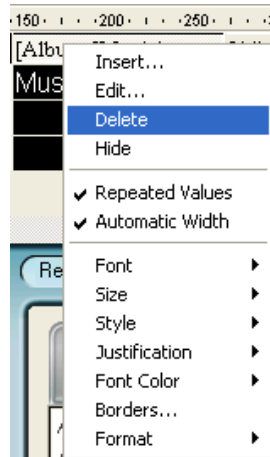 150 200 250
[Albu
Insert...
Mus
Edit...
Delete
Hide
Repeated Values
Automatic Width
Re
Font
Size
Style
Justification
Font Color
Borders...
Format